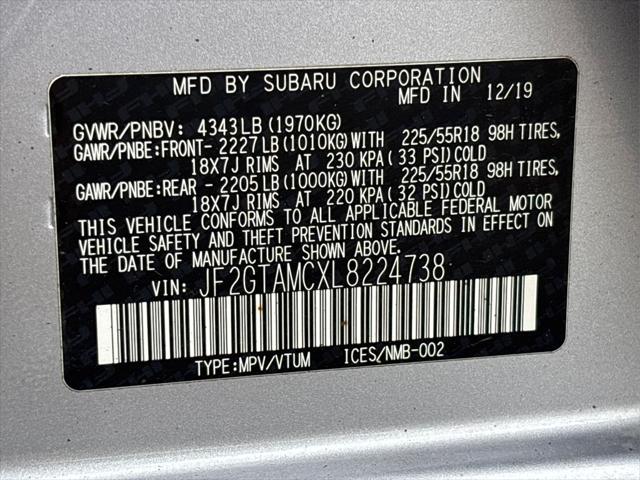 MFD BY SUBARU CORPORATION
MFD IN 12/19
GVWR/PNBV: 4343LB (1970KG)
GAWR/PNBE:FRONT- 2227LB (1010KG)WITH 225/55R18 98H TIRES,
18X7J RIMS AT 230 KPA (33 PSI) COLD
GAWR/PNBE:REAR - 2205LB (1000KG)WITH 225/55R18 98H TIRES,
18X7J RIMS AT 220 KPA (32 PSI) COLD
THIS VEHICLE CONFORMS TO ALL APPLICABLE FEDERAL MOTOR
VEHICLE SAFETY AND THEFT PREVENTION STANDARDS IN EFFECT ON
THE DATE OF MANUFACTURE SHOWN ABOVE.
VIN: JF2GTAMCXL8224738
TYPE:MPV/VTUM ICES/NMB-002